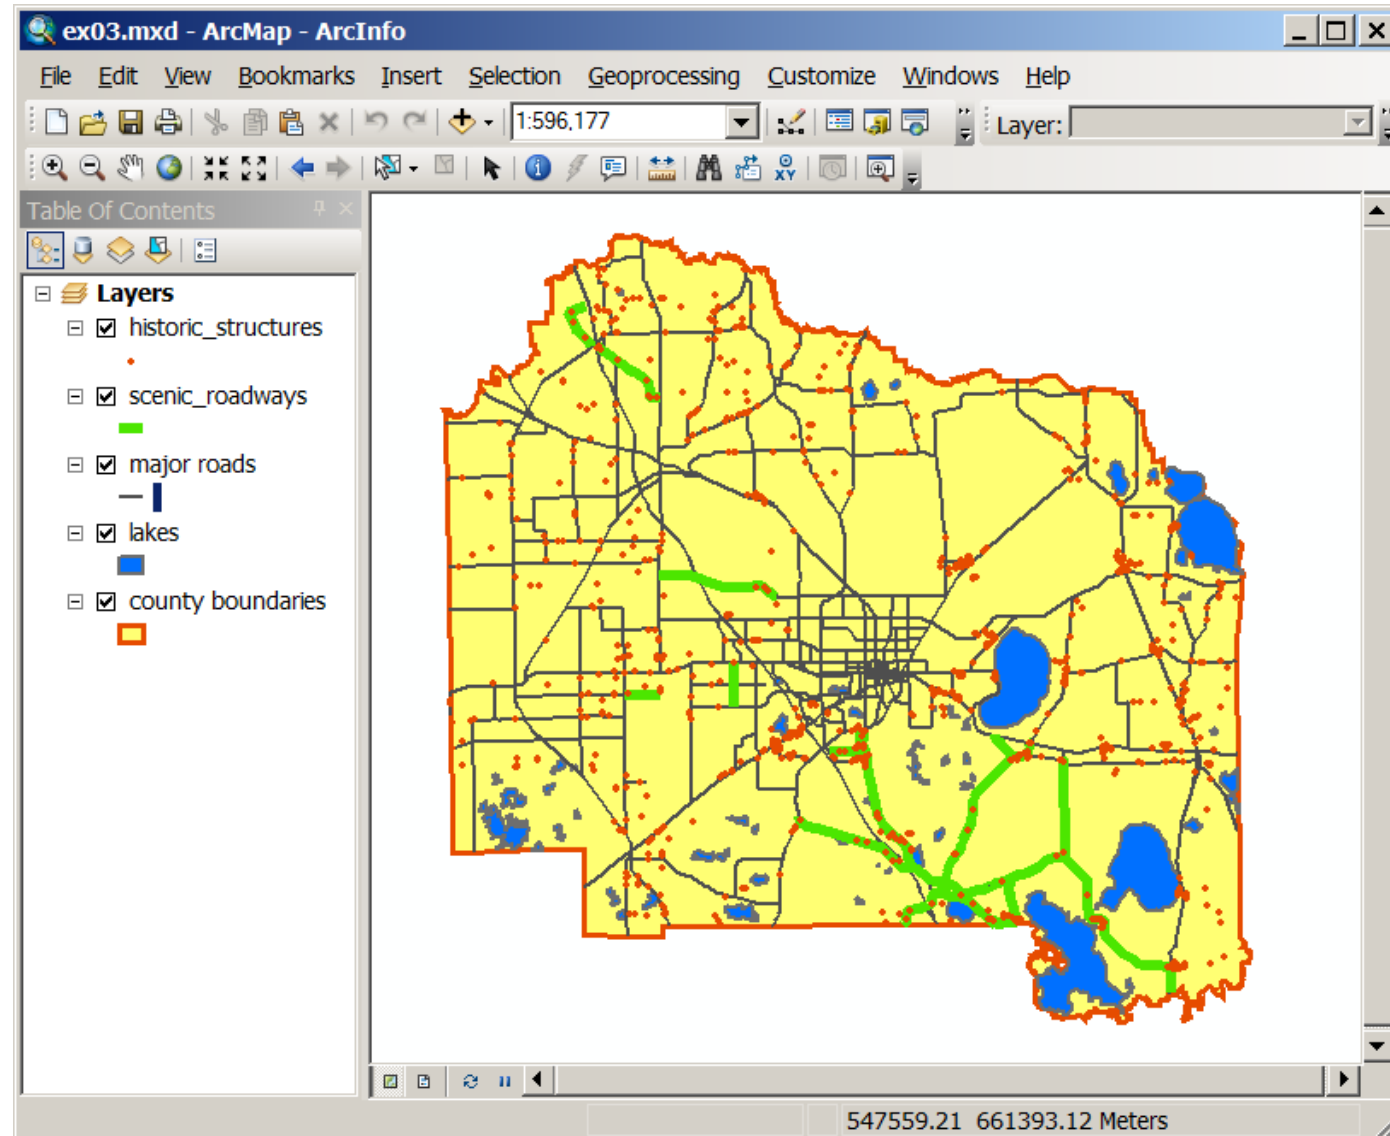 ex03.mxd - ArcMap - ArcInfo
File Edit View Bookmarks Insert Selection Geoprocessing Customize Windows Help
1:596,177 Layer:
XY
Table Of Contents
Layers
historic_structures
scenic_roadways
major roads
lakes
county boundaries
547559.21 661393.12 Meters